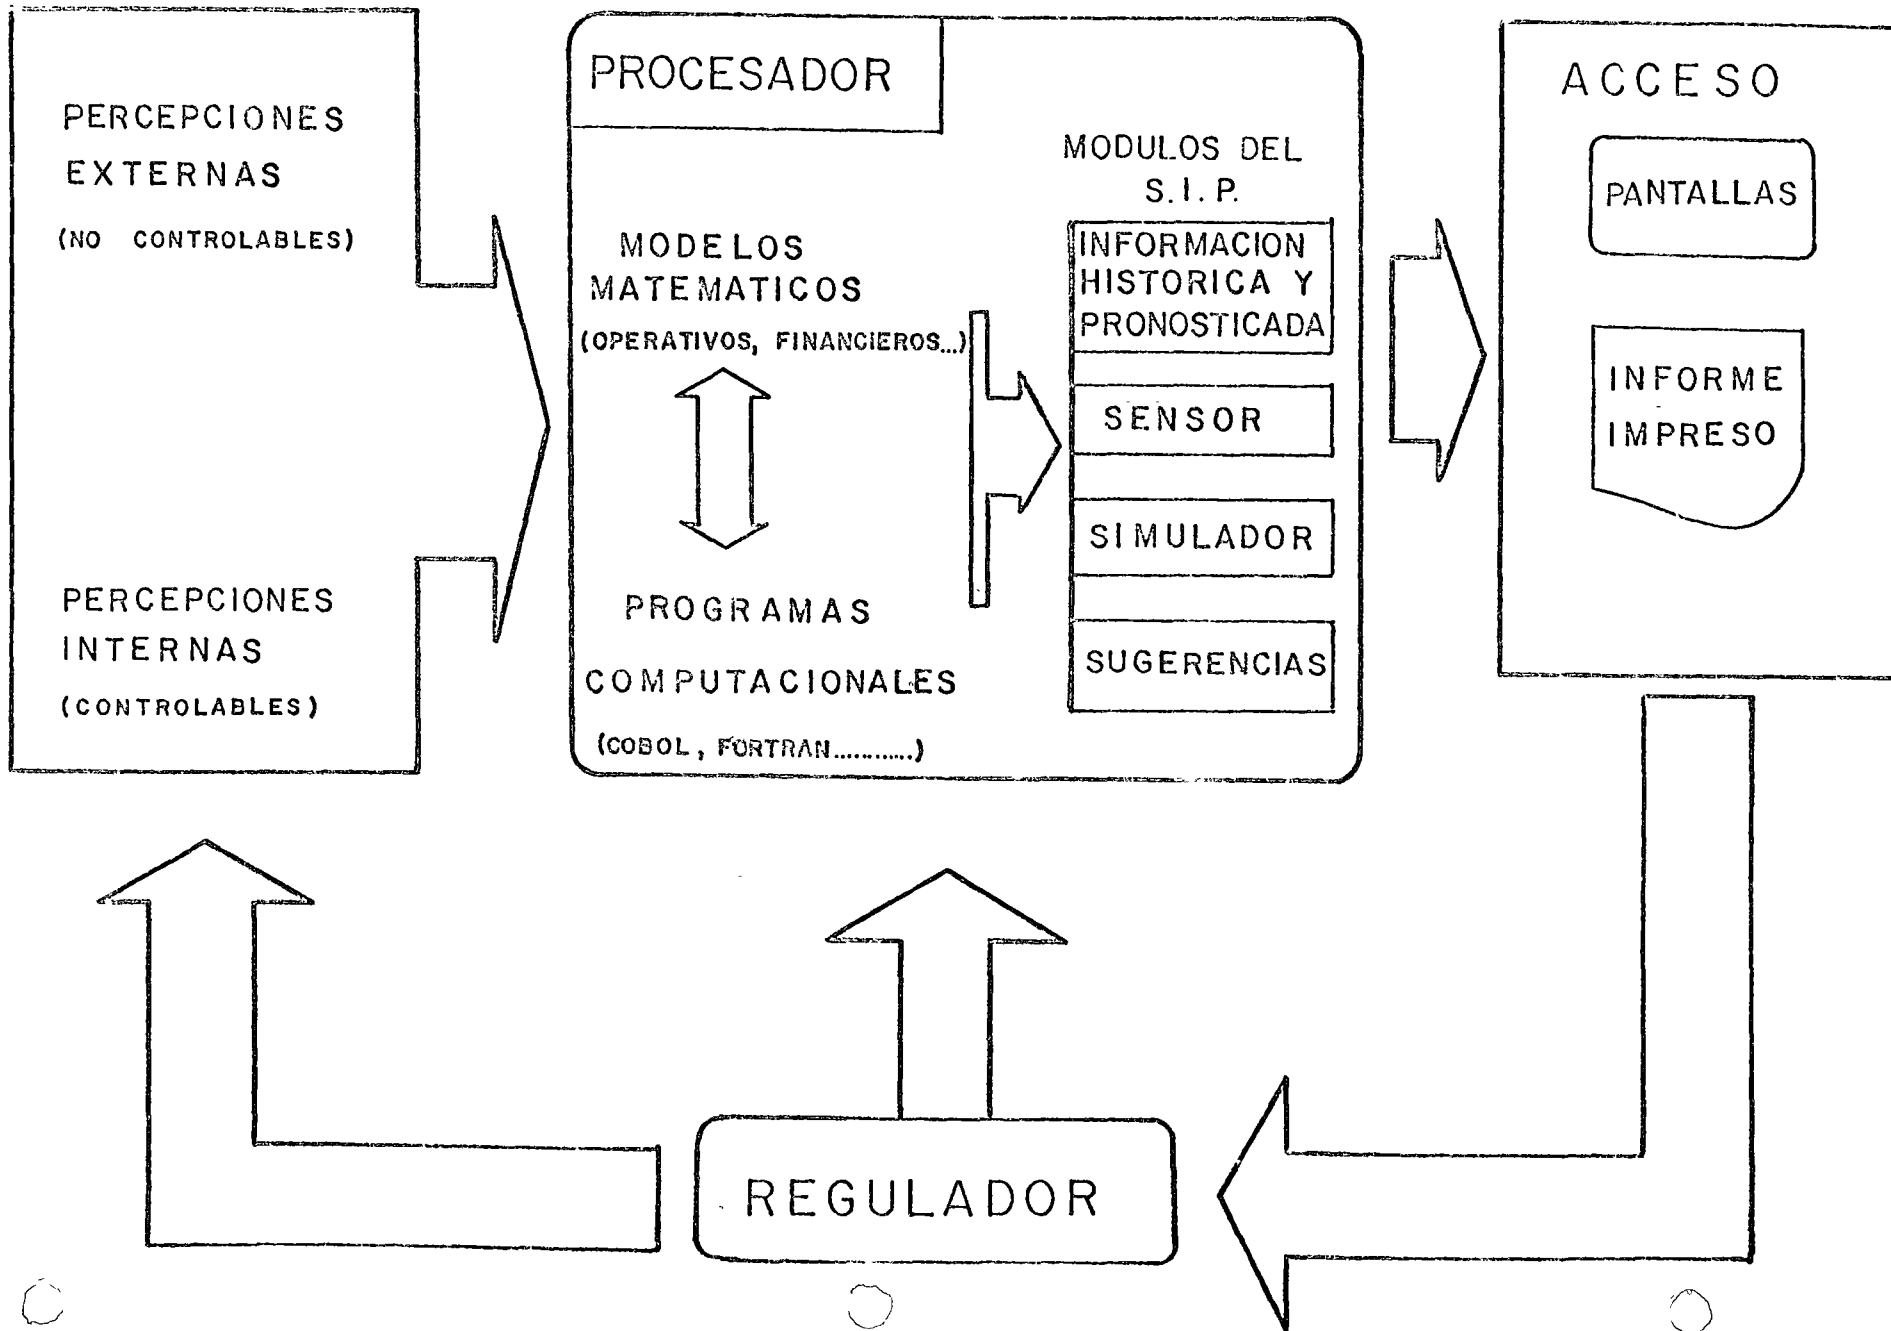 PERCEPCIONES
EXTERNAS
(NO CONTROLABLES)
PERCEPCIONES
INTERNAS
(CONTROLABLES)
PROCESADOR
MODELOS
MATEMATICOS
(OPERATIVOS, FINANCIEROS...)
PROGRAMAS
COMPUTACIONALES
(COBOL, FORTRAN...........)
MODULOS DEL
S.I.P.
INFORMACION
HISTORICA Y
PRONOSTICADA
SENSOR
SIMULADOR
SUGERENCIAS
ACCESO
PANTALLAS
INFORME
IMPRESO
REGULADOR